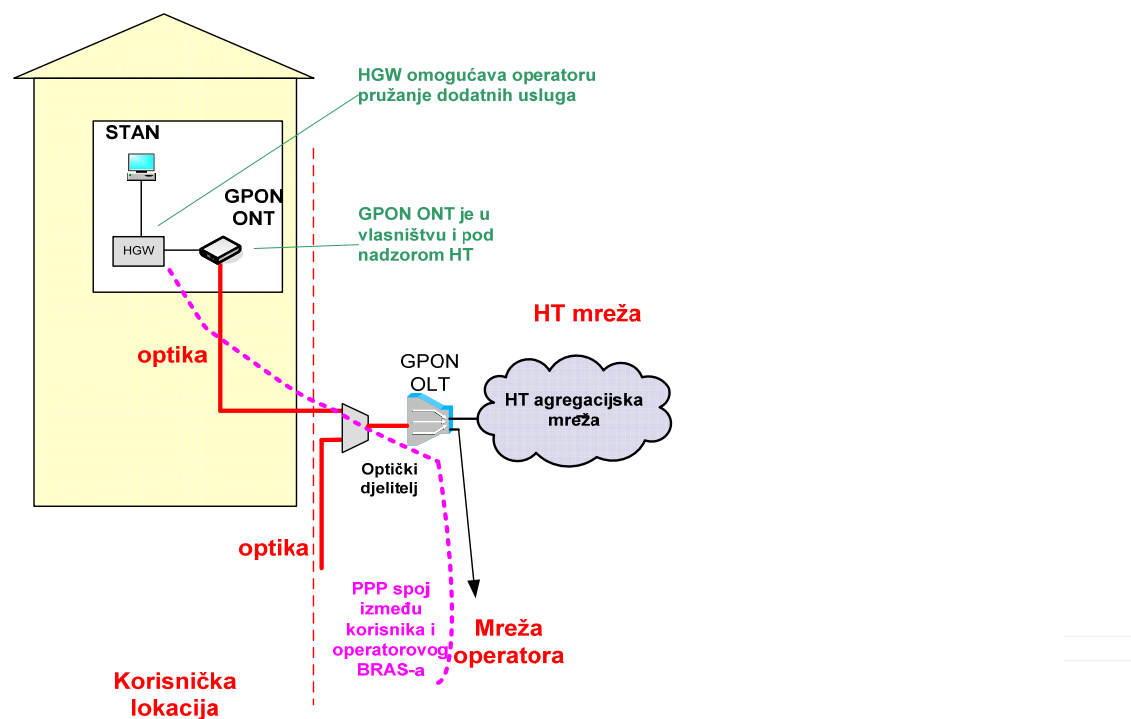 HGW omogućava operatoru
pružanje dodatnih usluga
STAN
GPON
ONT
HGW
GPON ONT je u
vlasništvu i pod
nadzorom HT
HT mreža
optika
GPON
OLT
HT agregacijska
mreža
Optički
djelitelj
optika
PPP spoj
između
korisnika i
operatorovog
BRAS-a
Mreža
operatora
Korisnička
lokacija